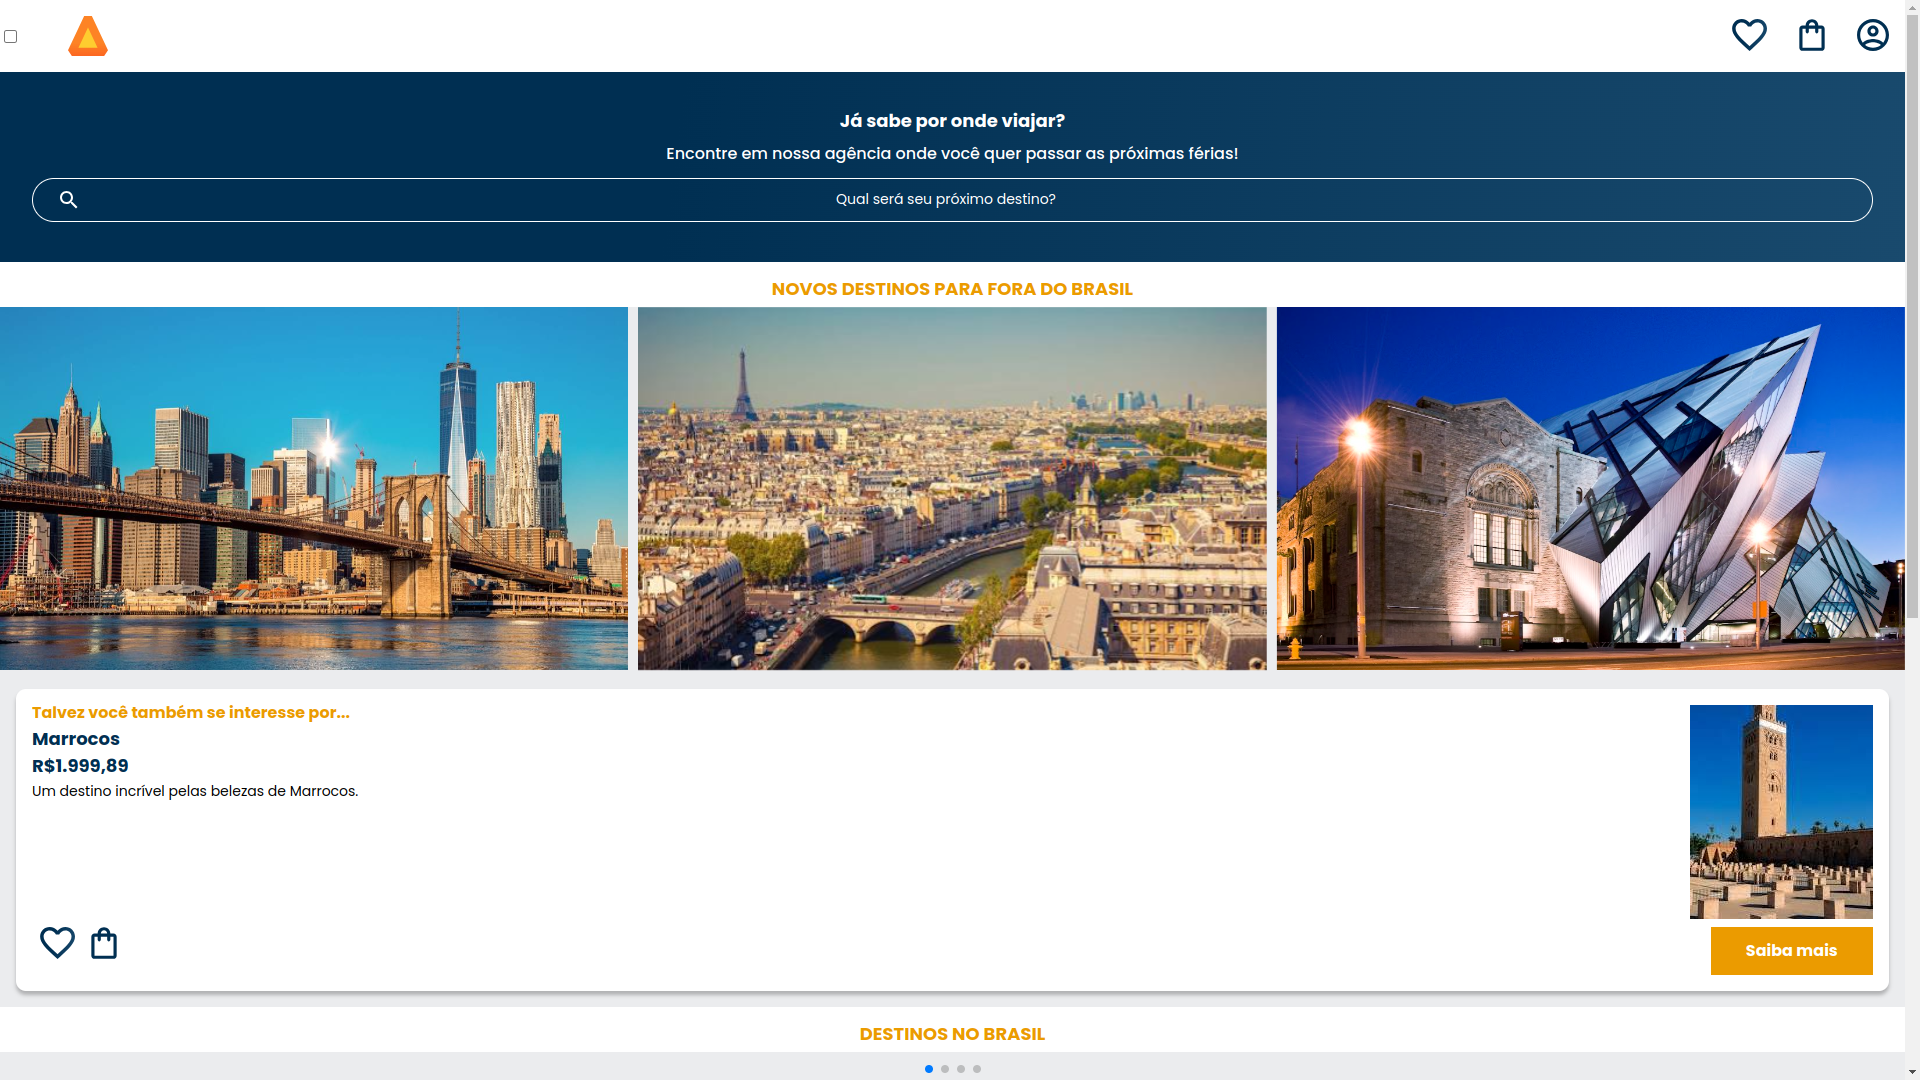 Já sabe por onde viajar?
Encontre em nossa agência onde você quer passar as próximas férias!
Qual será seu próximo destino?
NOVOS DESTINOS PARA FORA DO BRASIL
Talvez você também se interesse por...
Marrocos
R$1.999,89
Um destino incrível pelas belezas de Marrocos.
Saiba mais
DESTINOS NO BRASIL